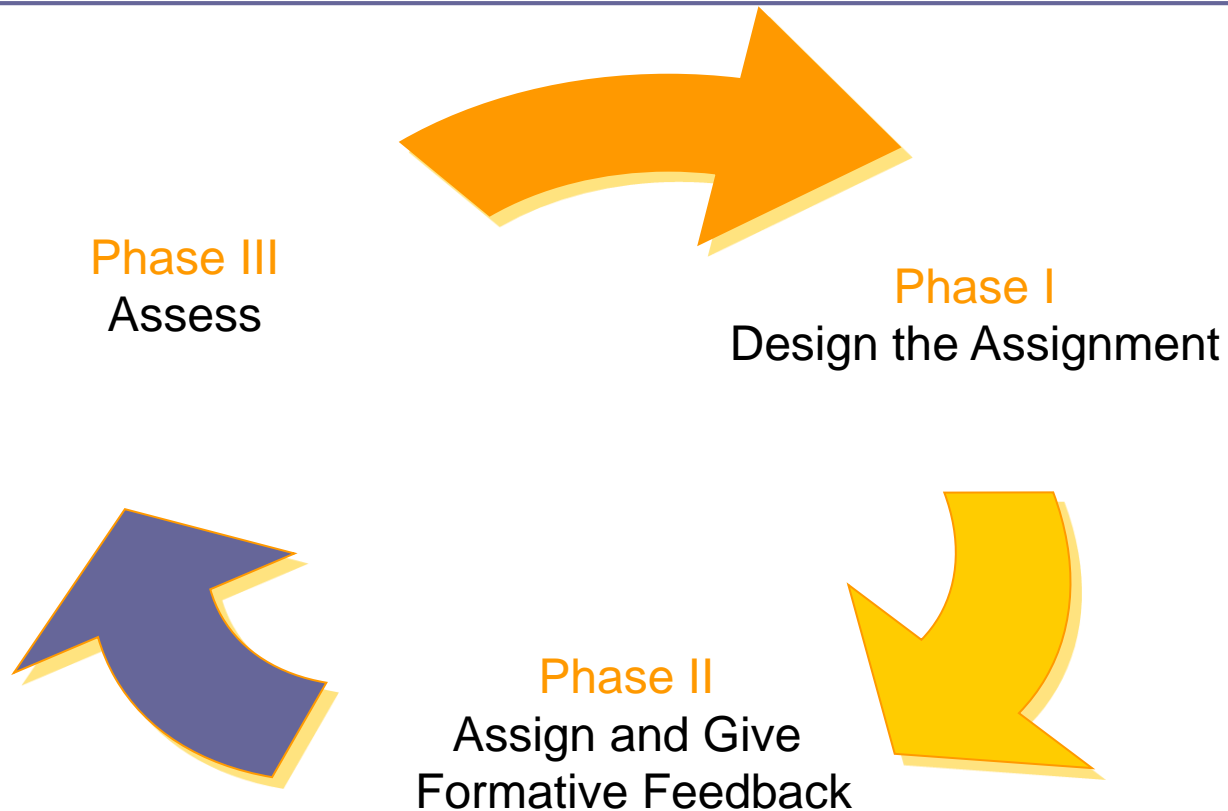 Phase III
Assess
Phase I
Design the Assignment
Phase II
Assign and Give
Formative Feedback